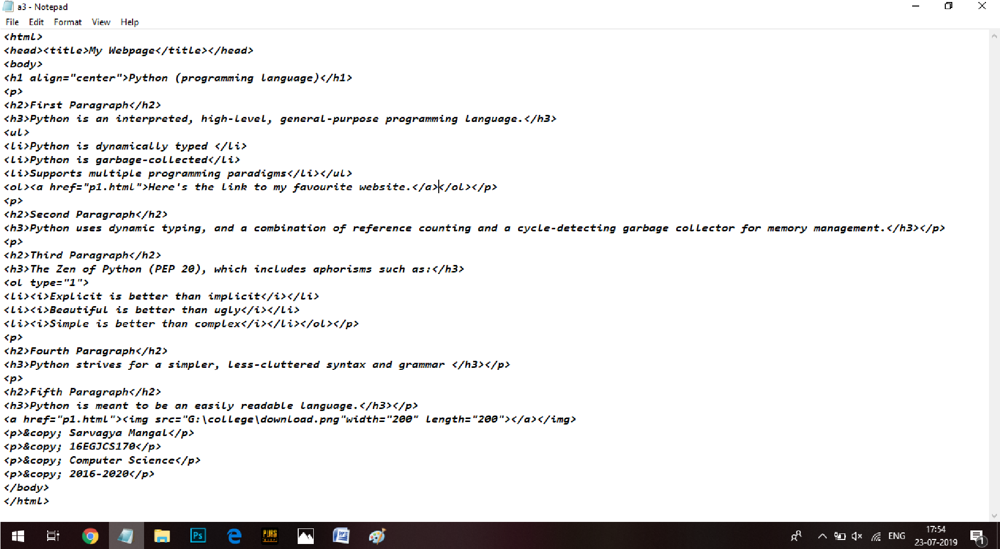 a3 - Notepad
File Edit Format View Help
<html>
<head><title>My Webpage</title></head>
<body>
<h1 align="center">Python (programming language)</h1>
<p>
<h2>First Paragraph</h2>
<h3>Python is an interpreted, high-level, general-purpose programming language.</h3>
<ul>
<li>Python is dynamically typed </li>
<li>Python is garbage-collected</li>
<li>Supports multiple programming paradigms</li></ul>
<ol><a href="p1.html">Here's the link to my favourite website.</a></ol></p>
<p>
<h2>Second Paragraph</h2>
<h3>Python uses dynamic typing, and a combination of reference counting and a cycle-detecting garbage collector for memory management.</h3></p>
<p>
<h2>Third Paragraph</h2>
<h3>The Zen of Python (PEP 20), which includes aphorisms such as:</h3>
<ol type="1">
<li><i>Explicit is better than implicit</i></li>
<li><i>Beautiful is better than ugly</i></li>
<li><i>Simple is better than complex</i></li></ol></p>
<p>
<h2>Fourth Paragraph</h2>
<h3>Python strives for a simpler, less-cluttered syntax and grammar </h3></p>
<p>
<h2>Fifth Paragraph</h2>
<h3>Python is meant to be an easily readable language.</h3></p>
<a href="p1.html"><img src="G:\college\download.png"width="200" length="200"></a></img>
<p>&copy; Sarvagya Mangal</p>
<p>&copy; 16EGJCS170</p>
<p>&copy; Computer Science</p>
<p>&copy; 2016-2020</p>
</body>
</html>
Ps
PUBG
W
ENG
17:54
23-07-2019
1